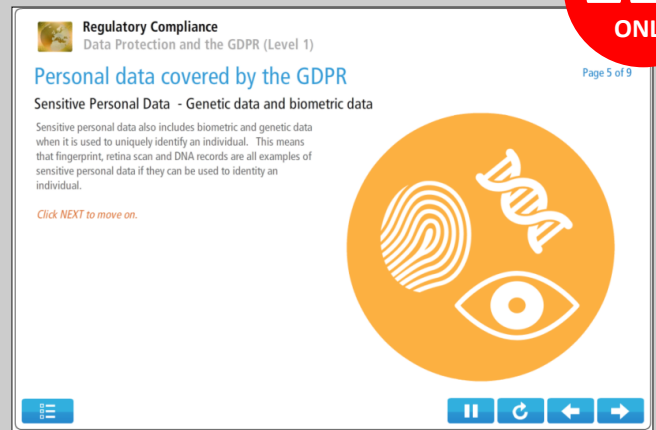 Regulatory Compliance
ONL
Data Protection and the GDPR (Level 1)
Personal data covered by the GDPR
Page 5 of 9
Sensitive Personal Data - Genetic data and biometric data
Sensitive personal data also includes biometric and genetic data
when it is used to uniquely identify an individual. This means
that fingerprint, retina scan and DNA records are all examples of
sensitive personal data if they can be used to identity an
individual.
Click NEXT to move on.